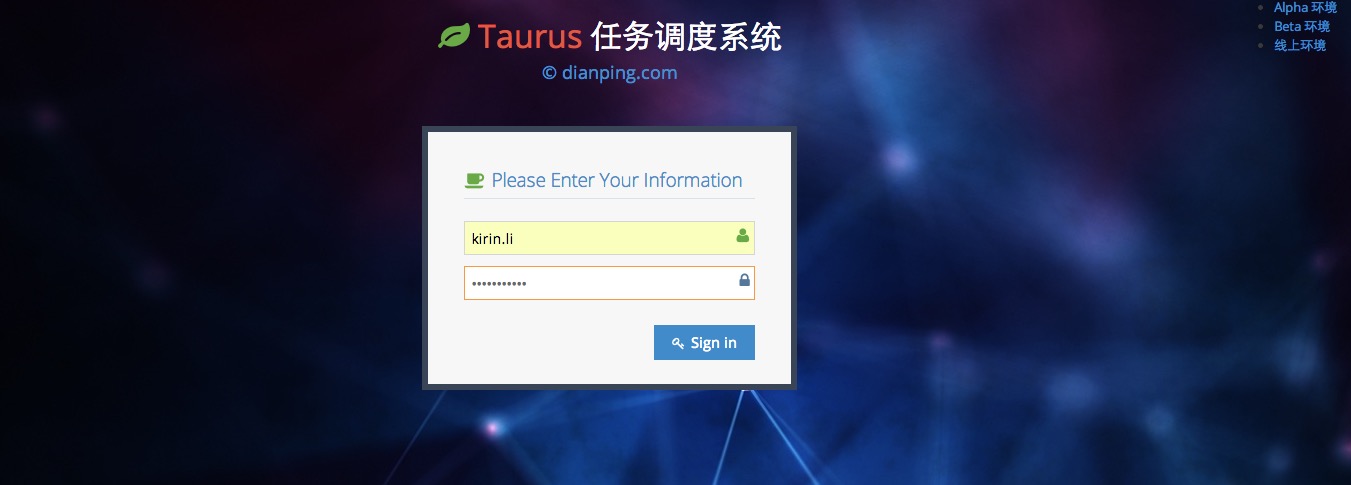 Taurus 任务调度系统
© dianping.com
Alpha 环境
Beta 环境
线上环境
Please Enter Your Information
kirin.li
•••••••••••
Sign in